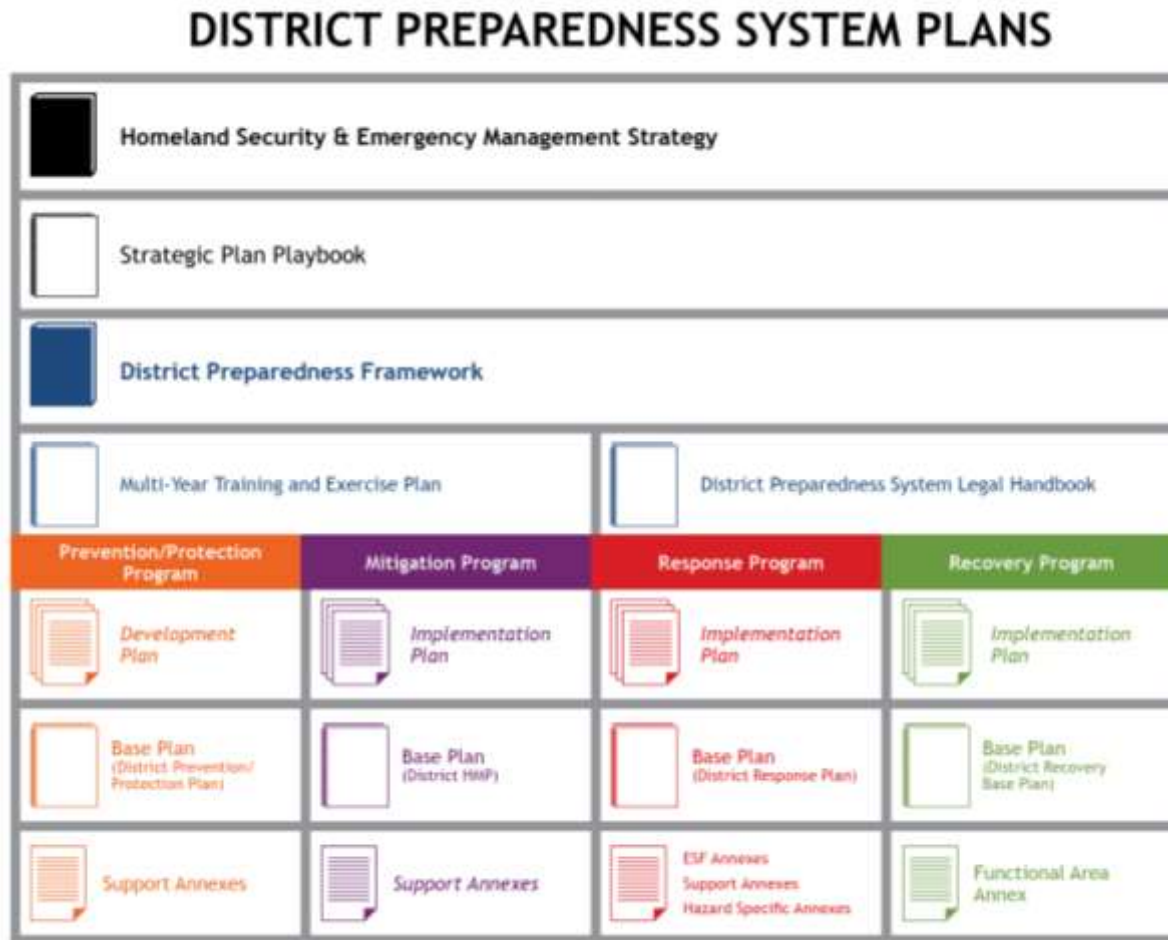 DISTRICT PREPAREDNESS SYSTEM PLANS
Homeland Security & Emergency Management Strategy
Strategic Plan Playbook
District Preparedness Framework
Multi-Year Training and Exercise Plan
District Preparedness System Legal Handbook
Prevention/Protection
Program
Mitigation Program
Response Program
Recovery Program
Development
Plan
Implementation
Plan
Implementation
Plan
Implementation
Plan
Base Plan
(District Prevention/
Protection Plan)
Base Plan
(District HMP)
Base Plan
(District Response Plan)
Base Plan
(District Recovery
Base Plan)
Support Annexes
Support Annexes
ESF Annexes
Support Annexes
Hazard Specific Annexes
Functional Area
Annex